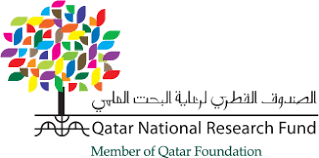 الصندوق القطري لرعاية البحث العلمي
Qatar National Research Fund
Member of Qatar Foundation